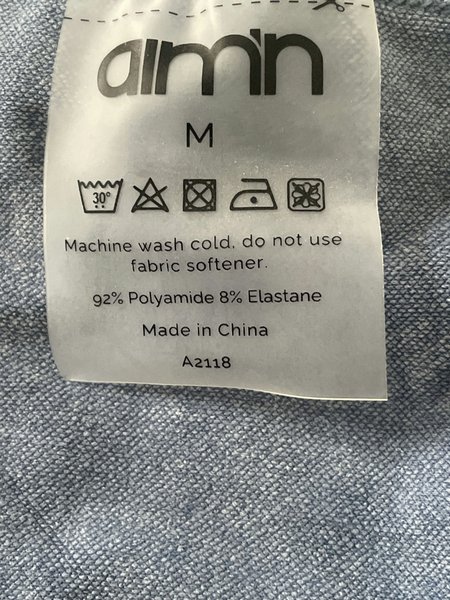 aim'n
M
30°
Machine wash cold, do not use
fabric softener.
92% Polyamide 8% Elastane
Made in China
A2118